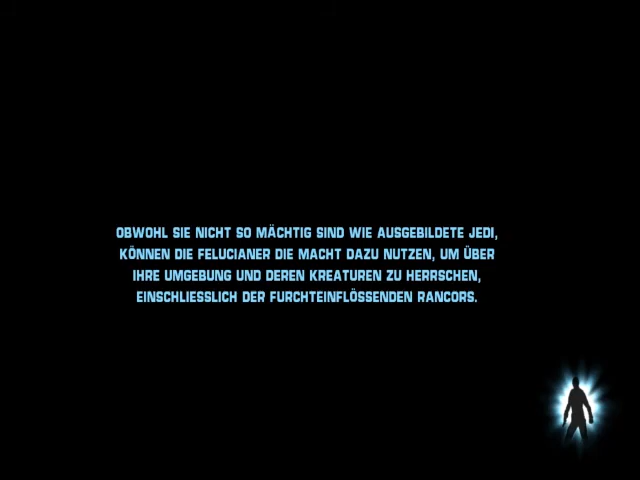 OBWOHL SIE NICHT SO MÄCHTIG SIND WIE AUSGEBILDETE JEDI,
KÖNNEN DIE FELUCIANER DIE MACHT DAZU NUTZEN, UM ÜBER
IHRE UMGEBUNG UND DEREN KREATUREN ZU HERRSCHEN,
EINSCHLIESSLICH DER FURCHTEINFLÖSSENDEN RANCORS.